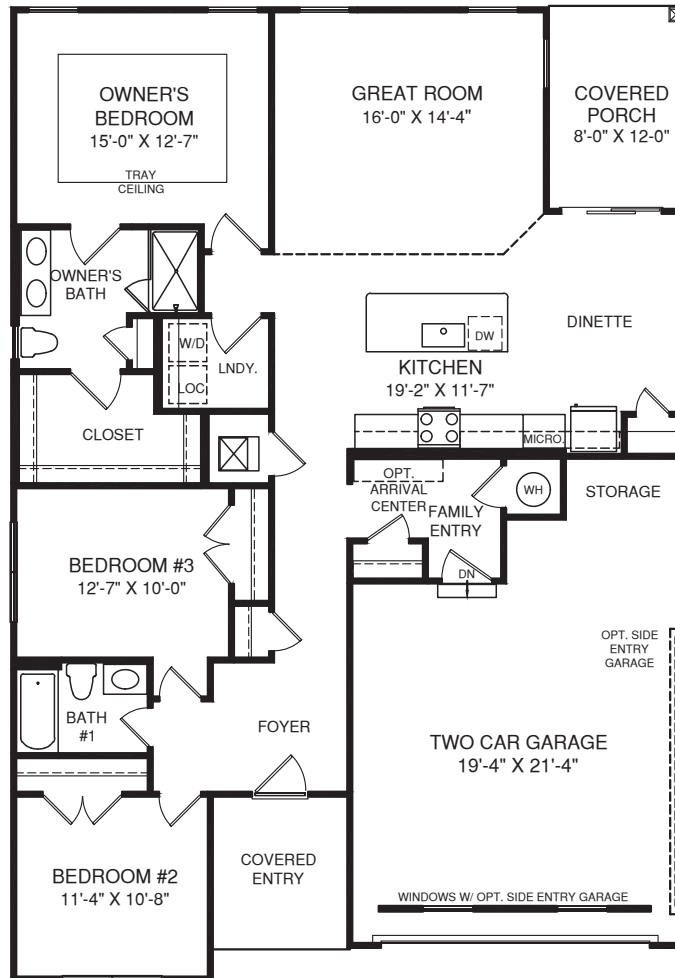 OWNER'S
BEDROOM
15'-0" X 12'-7"
TRAY
CEILING
GREAT ROOM
16'-0" X 14'-4"
COVERED
PORCH
8'-0" X 12-0"
OWNER'S
BATH
W/D
LOC
LNDY.
DW
DINETTE
KITCHEN
19'-2" X 11'-7"
MICRO.
CLOSET
OPT.
ARRIVAL
CENTER
FAMILY
ENTRY
WH
STORAGE
DN
BEDROOM #3
12'-7" X 10'-0"
OPT. SIDE
ENTRY
GARAGE
BATH
#1
FOYER
TWO CAR GARAGE
19'-4" X 21'-4"
BEDROOM #2
11'-4" X 10'-8"
COVERED
ENTRY
WINDOWS W/ OPT. SIDE ENTRY GARAGE